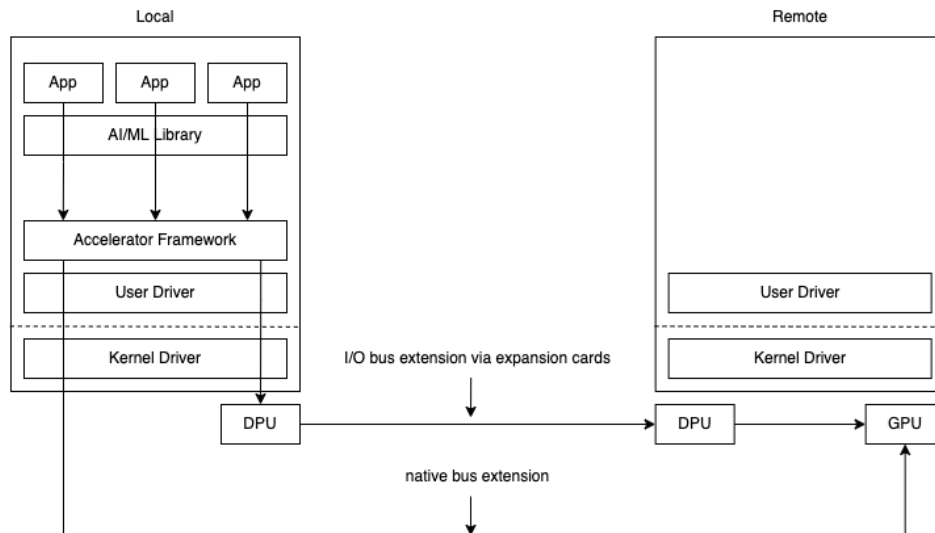 Local
Remote
App
App
App
AI/ML Library
Accelerator Framework
User Driver
User Driver
Kernel Driver
I/O bus extension via expansion cards
Kernel Driver
DPU
DPU
GPU
native bus extension